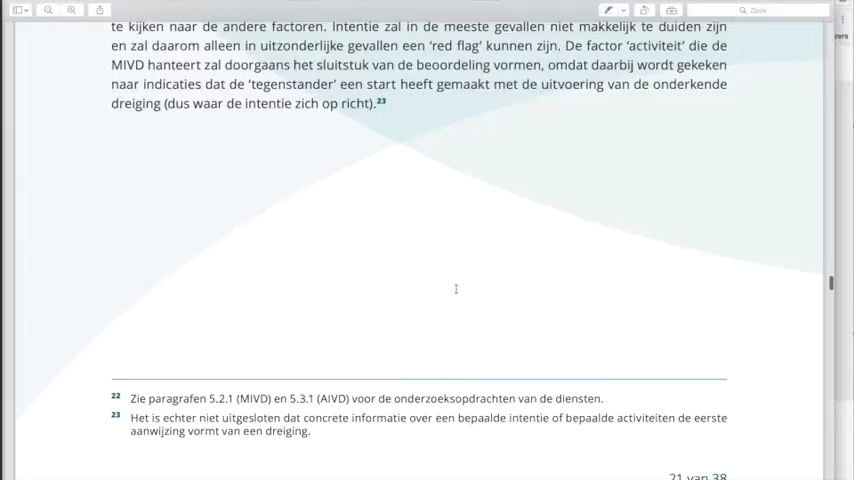 Zoek
te kijken naar de andere factoren. Intentie zal in de meeste gevallen niet makkelijk te duiden zijn
en zal daarom alleen in uitzonderlijke gevallen een ‘red flag’ kunnen zijn. De factor ‘activiteit’ die de
MIVD hanteert zal doorgaans het sluitstuk van de beoordeling vormen, omdat daarbij wordt gekeken
naar indicaties dat de ‘tegenstander’ een start heeft gemaakt met de uitvoering van de onderkende
dreiging (dus waar de intentie zich op richt).23
22 Zie paragrafen 5.2.1 (MIVD) en 5.3.1 (AIVD) voor de onderzoeksopdrachten van de diensten.
23 Het is echter niet uitgesloten dat concrete informatie over een bepaalde intentie of bepaalde activiteiten de eerste
aanwijzing vormt van een dreiging.
21 van 38